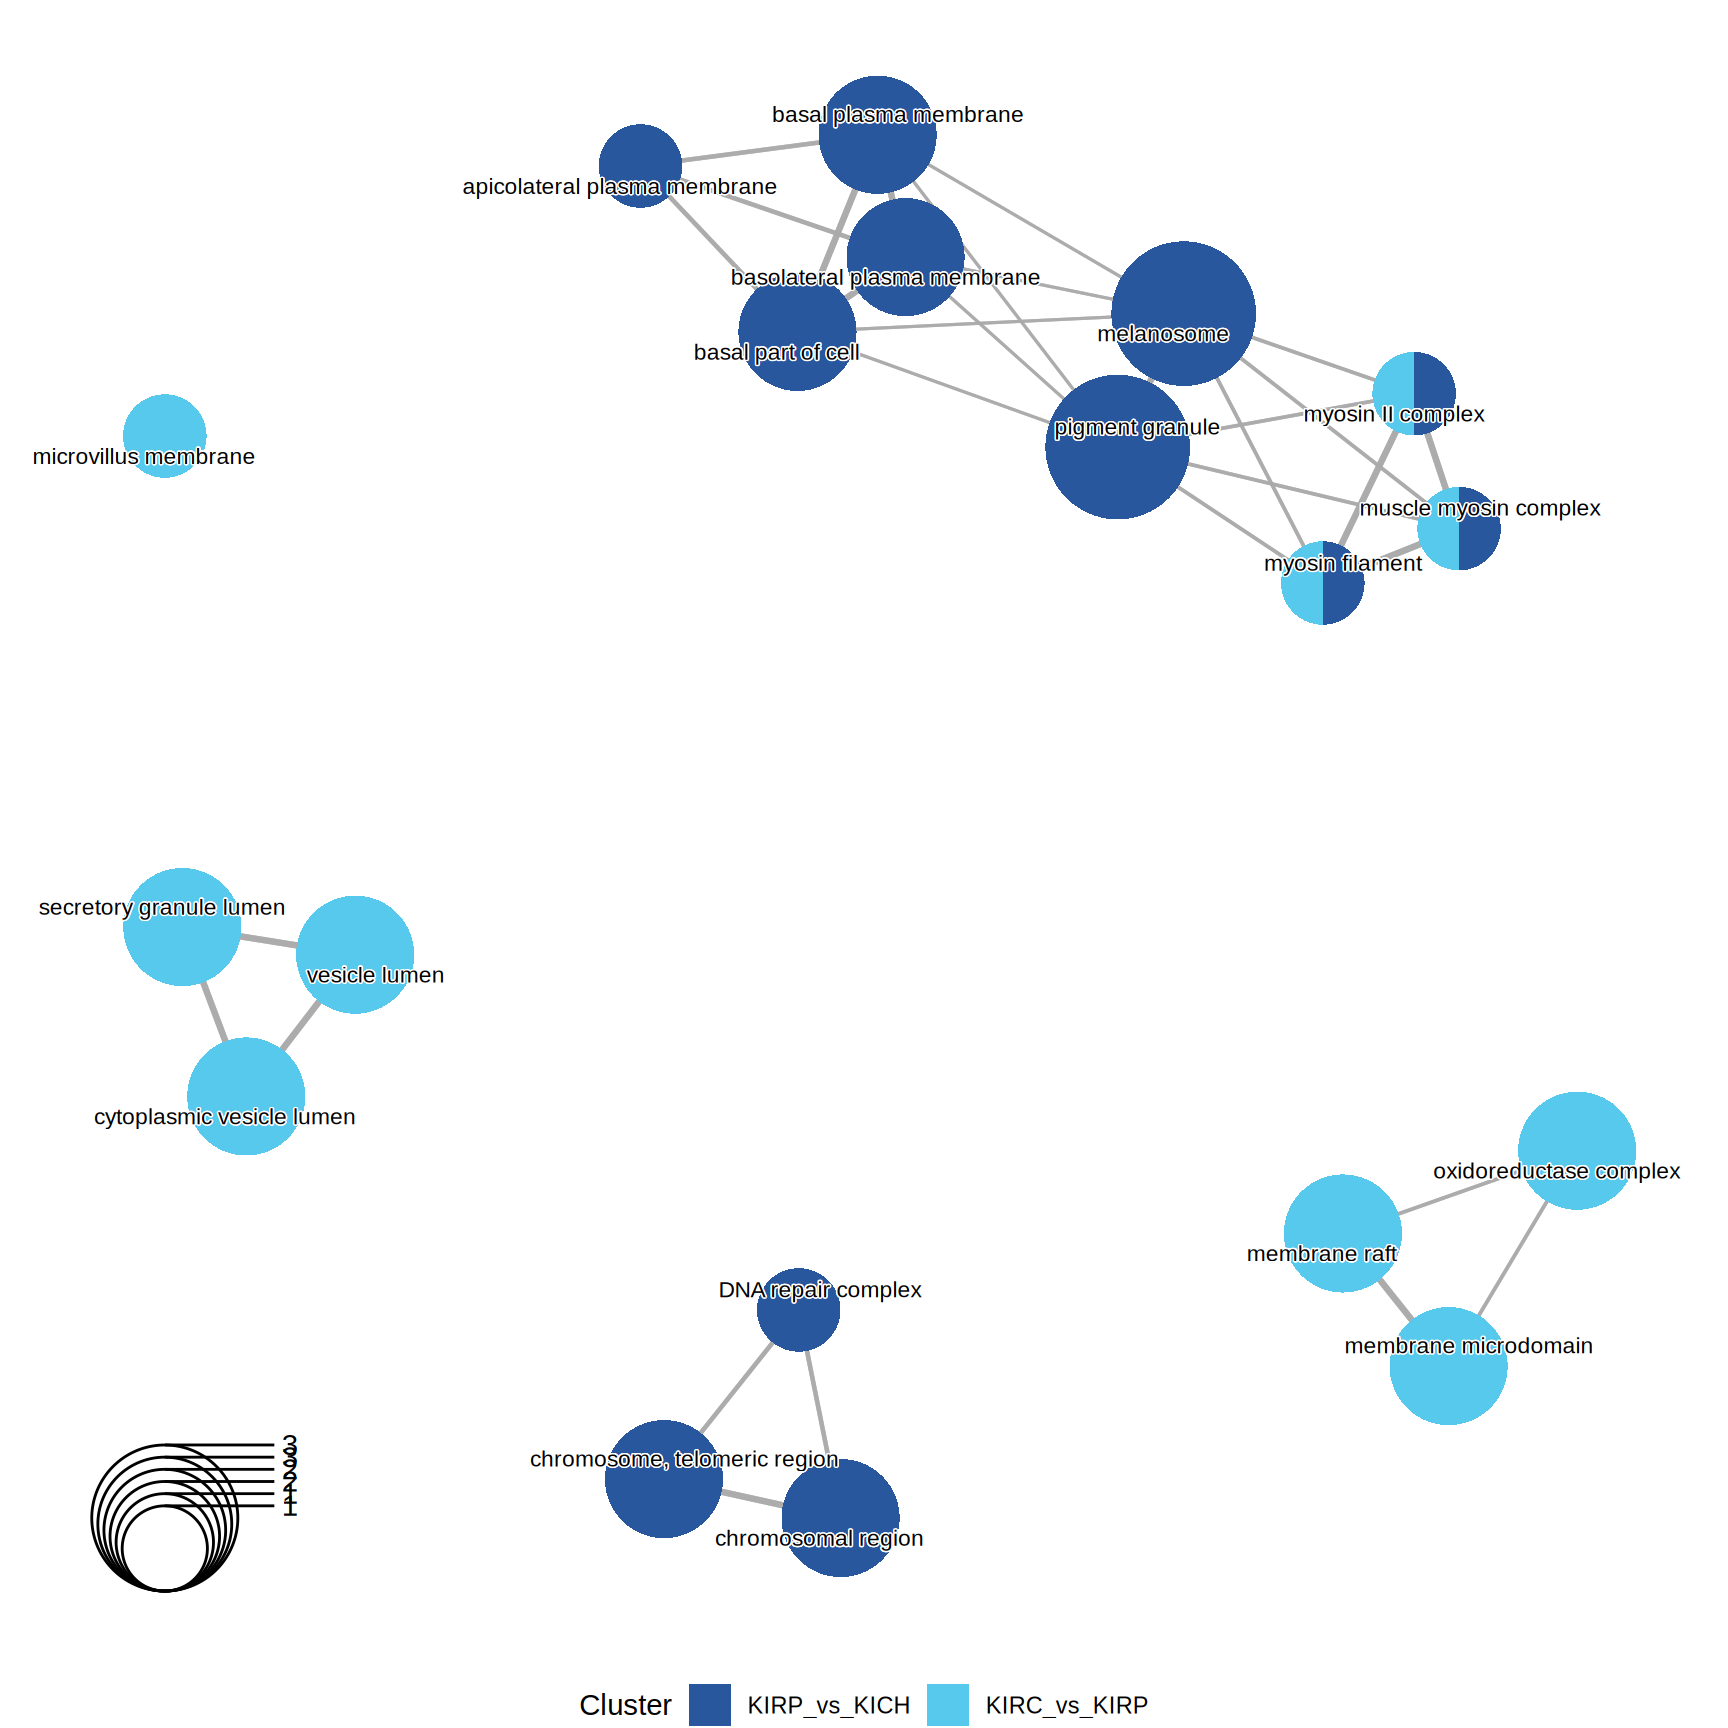 basal plasma membrane
apicolateral plasma membrane
basolateral plasma membrane
melanosome
basal part of cell
myosin II complex
pigment granule
microvillus membrane
muscle myosin complex
myosin filament
secretory granule lumen
vesicle lumen
cytoplasmic vesicle lumen
oxidoreductase complex
membrane raft
DNA repair complex
membrane microdomain
chromosome, telomeric region
chromosomal region
3
3
2
2
1
1
Cluster KIRP_vs_KICH KIRC_vs_KIRP